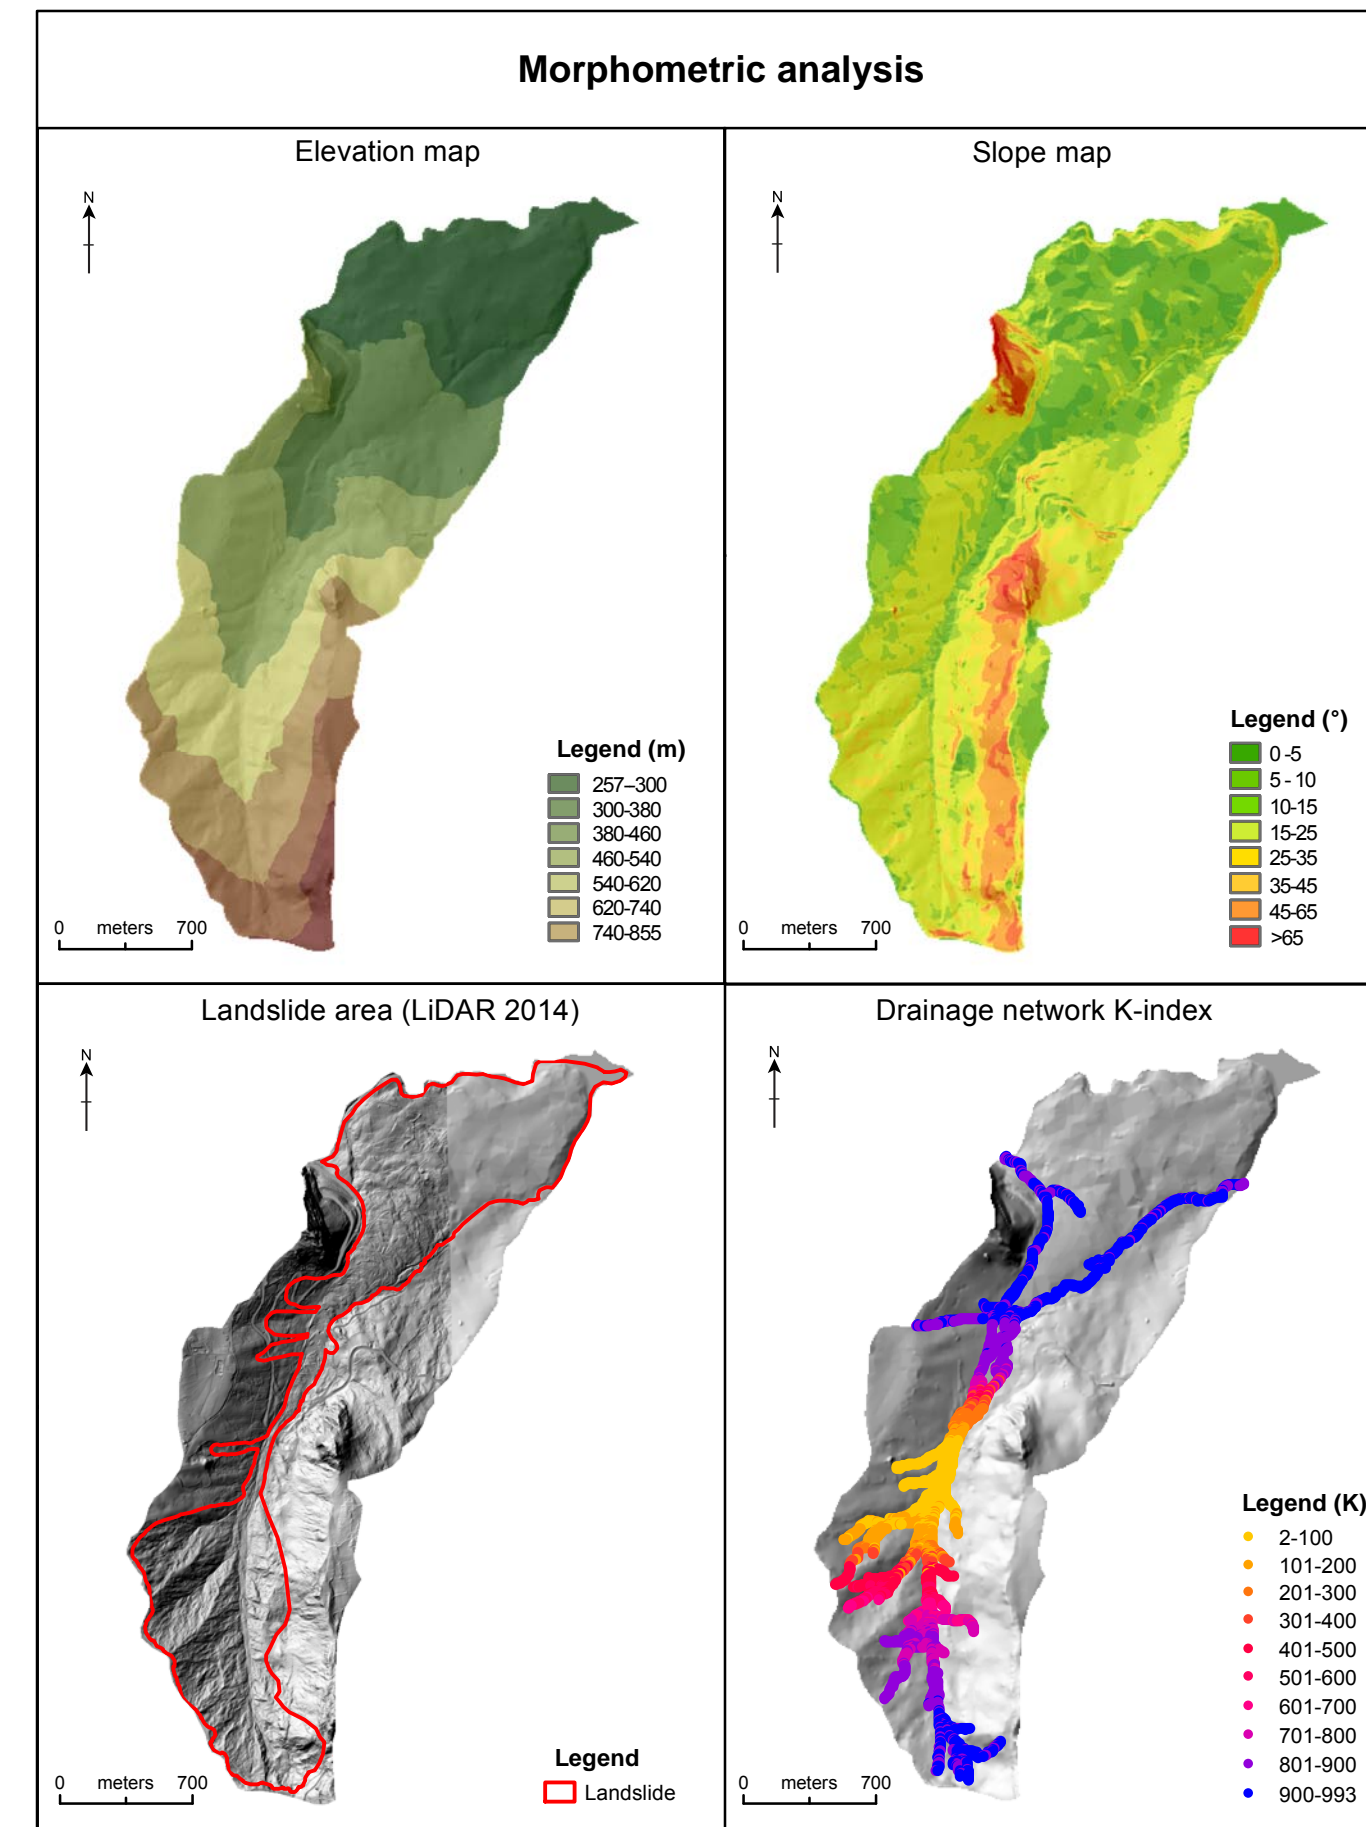 Morphometric analysis
Elevation map
N
Legend (m)
257–300
300-380
380-460
460-540
540-620
620-740
740-855
0 meters 700
Slope map
N
Legend (°)
0 -5
5 - 10
10-15
15-25
25-35
35-45
45-65
>65
0 meters 700
Landslide area (LiDAR 2014)
N
Legend
Landslide
0 meters 700
Drainage network K-index
N
Legend (K)
2-100
101-200
201-300
301-400
401-500
501-600
601-700
701-800
801-900
900-993
0 meters 700